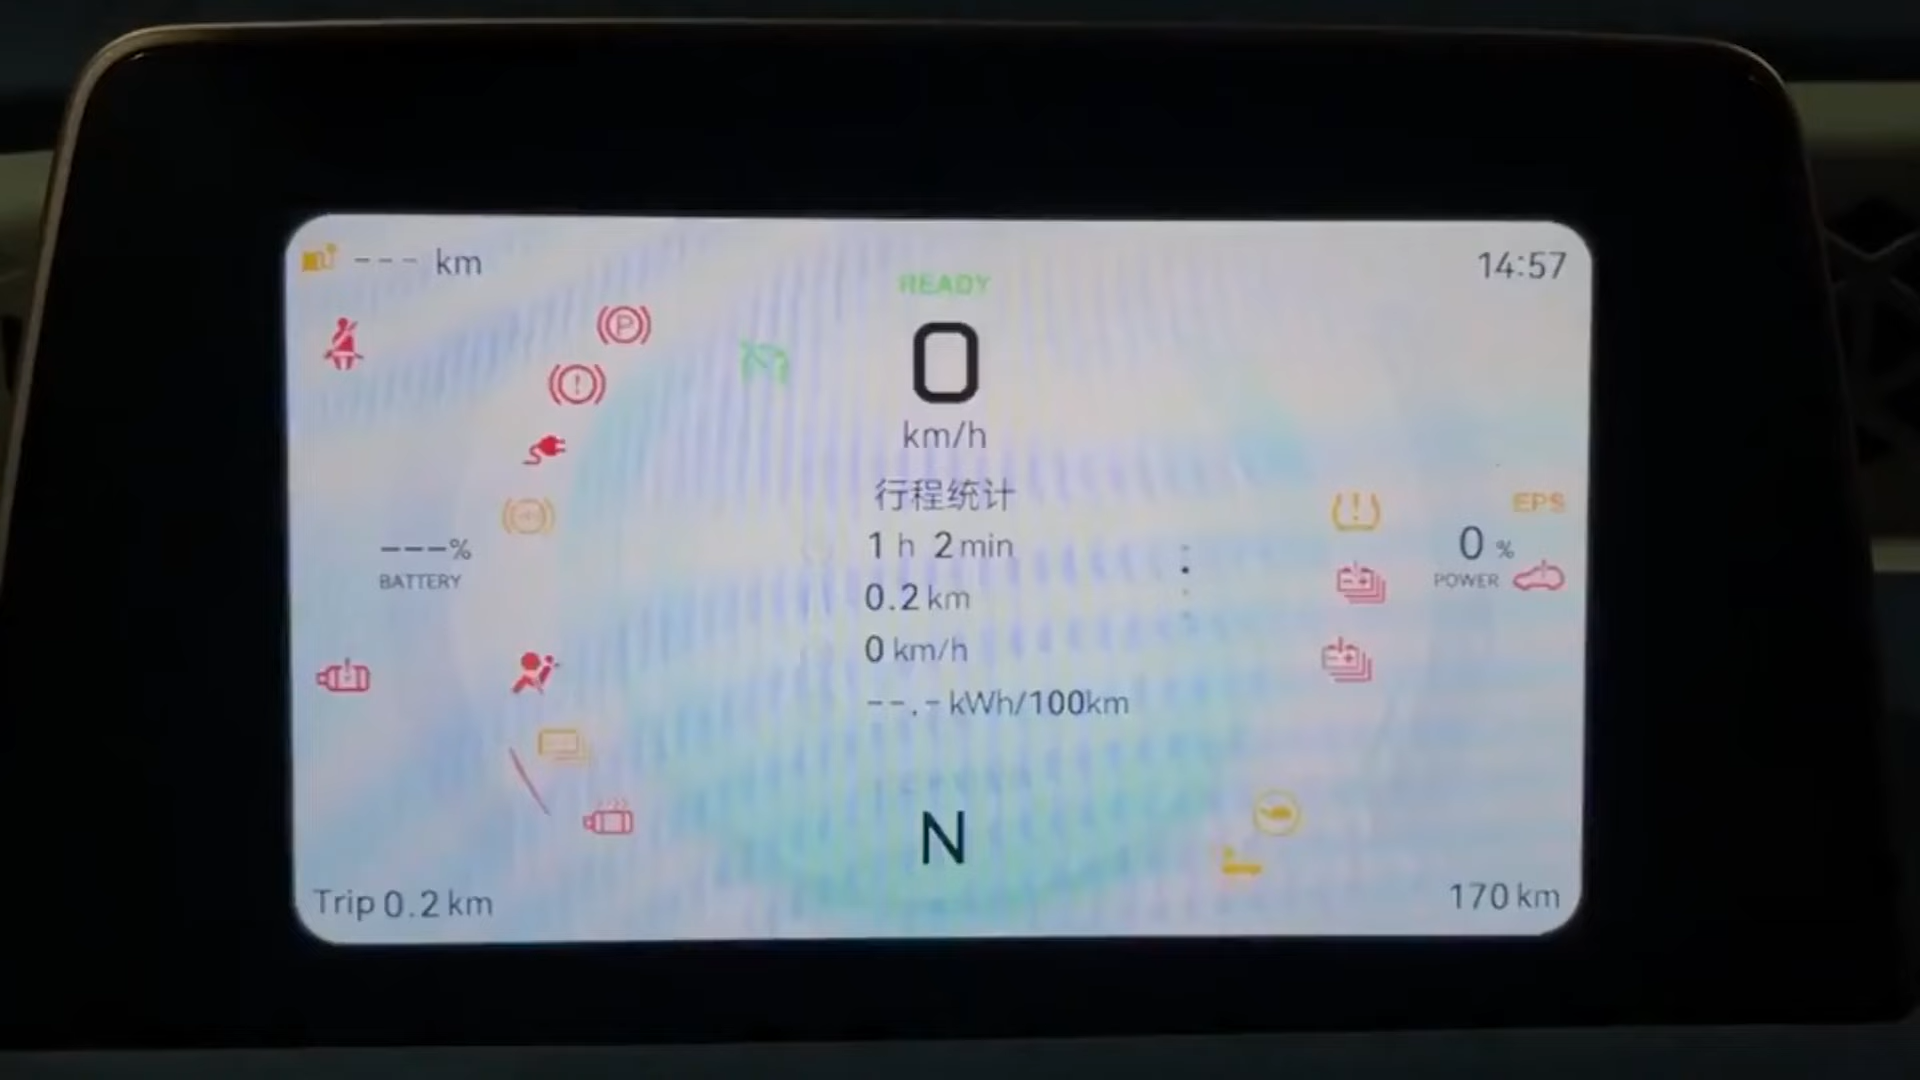 --- km
14:57
READY
P
0
km/h
行程统计
EPS
1 h 2 min
---%
0 %
BATTERY
POWER
0.2 km
0 km/h
--.- kWh/100km
N
Trip 0.2 km
170 km